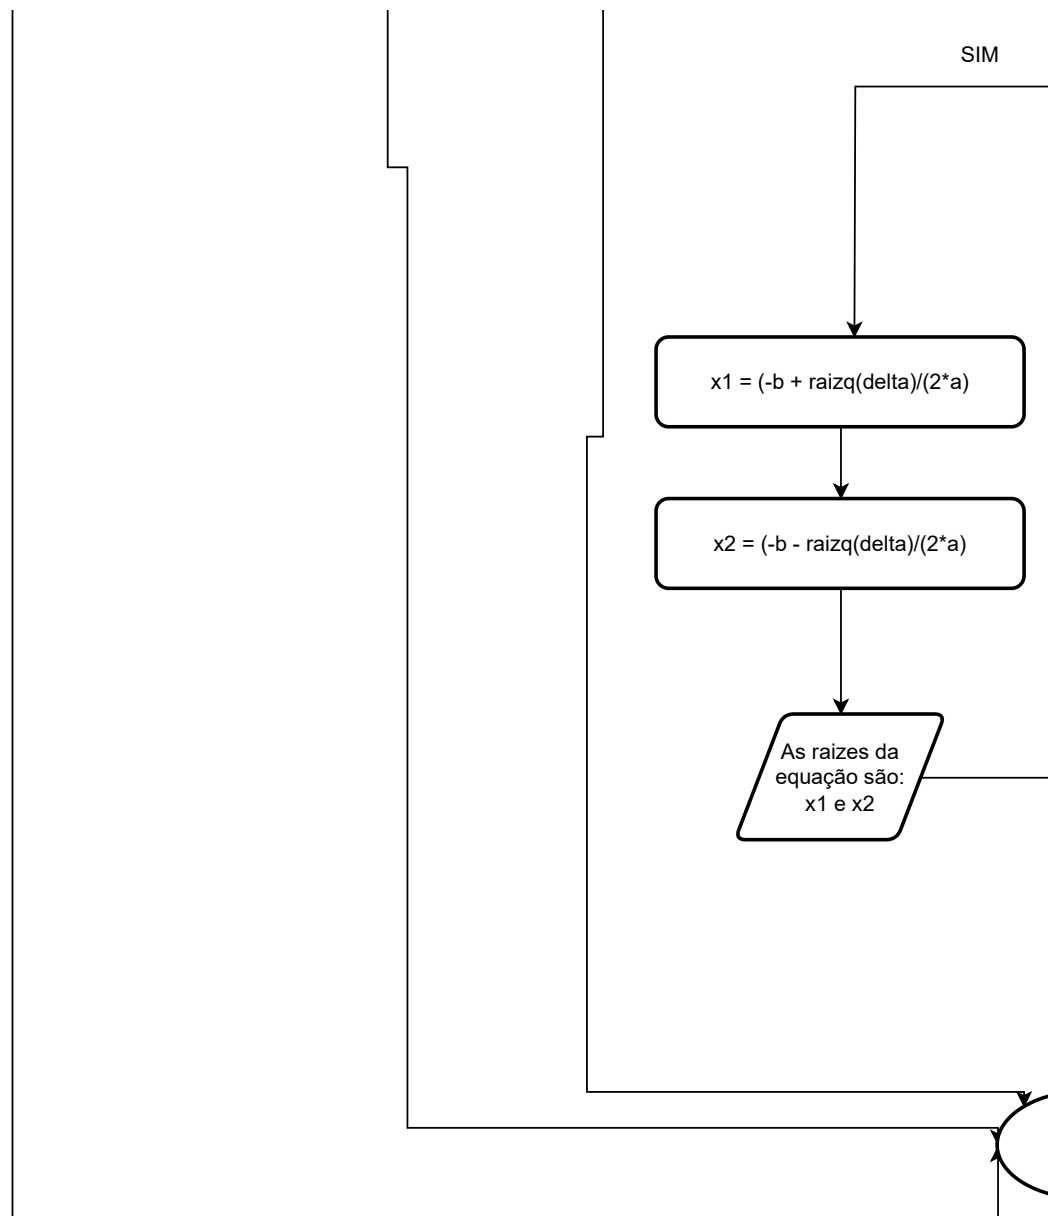 SIM
x1 = (-b + raizq(delta)/(2*a)
x2 = (-b - raizq(delta)/(2*a)
As raizes da
equação são:
x1 e x2